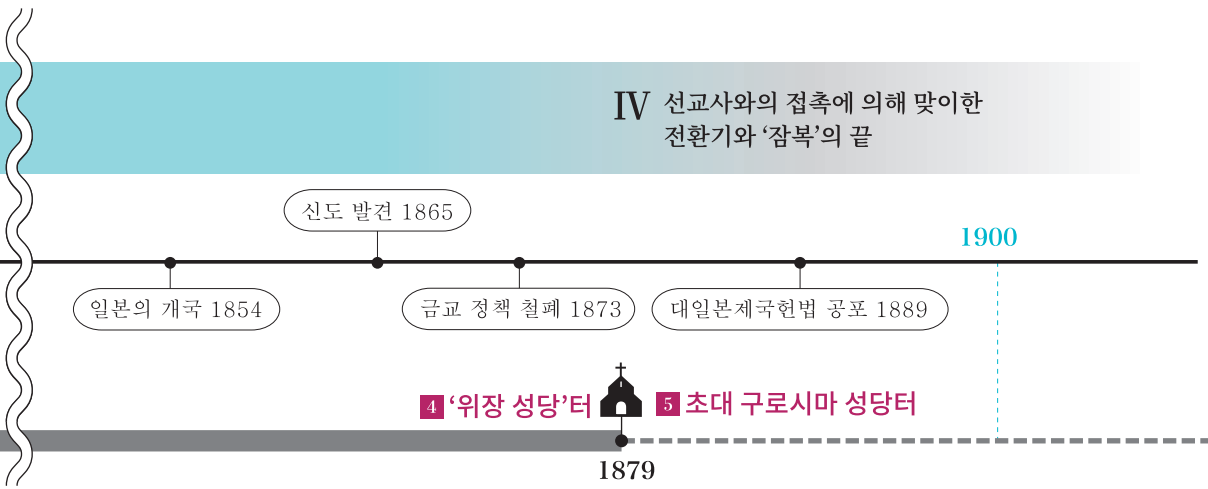 IV 선교사와의 접촉에 의해 맞이한
전환기와 ‘잠복’의 끝
신도 발견 1865
1900
일본의 개국 1854
금교 정책 철폐 1873
대일본제국헌법 공포 1889
4 ‘위장 성당’터
5 초대 구로시마 성당터
1879